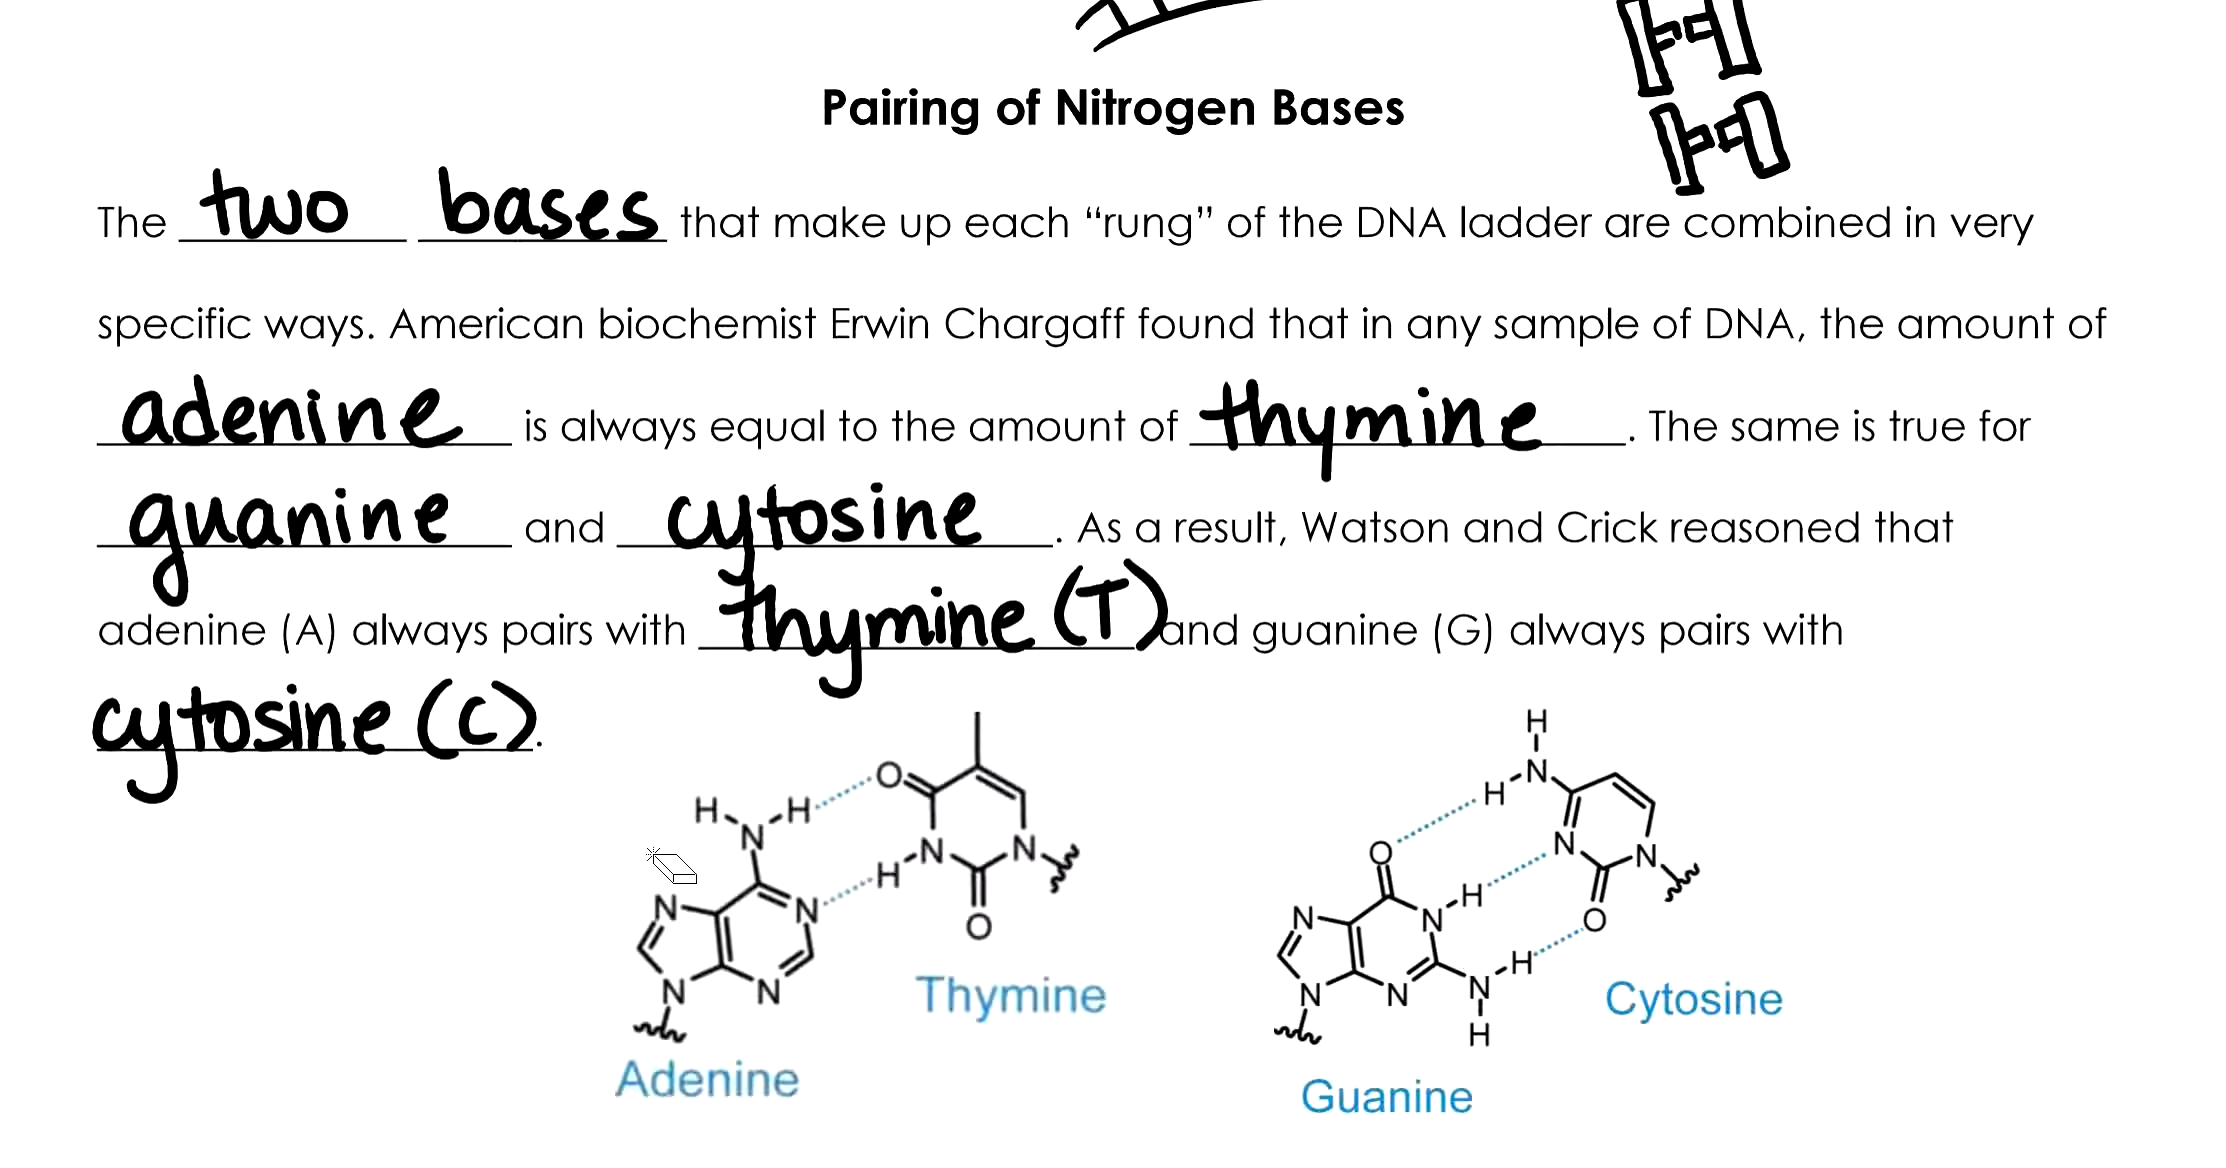 Pairing of Nitrogen Bases
The two bases that make up each “rung” of the DNA ladder are combined in very
specific ways. American biochemist Erwin Chargaff found that in any sample of DNA, the amount of
adenine is always equal to the amount of thymine. The same is true for
guanine and cytosine. As a result, Watson and Crick reasoned that
adenine (A) always pairs with thymine (T) and guanine (G) always pairs with
cytosine (C).
H N H
N N
N N
O
H N N
O
Thymine
Adenine
H
H N
N N
O
O
N N H
N N N H
H
Cytosine
Guanine